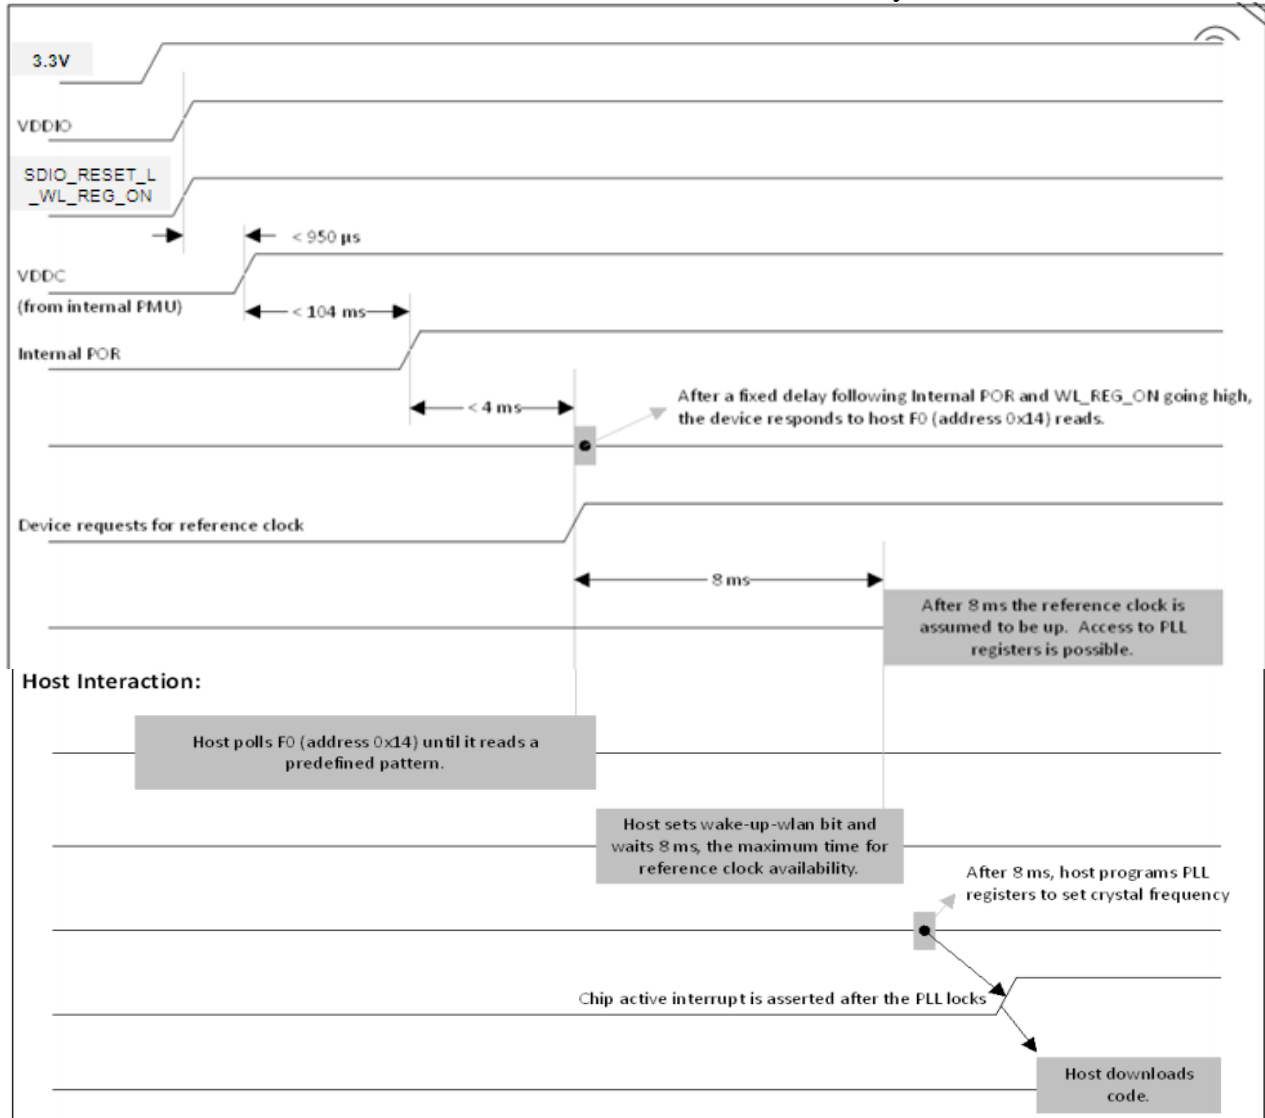 3.3V
VDDIO
SDIO_RESET_L
_WL_REG_ON
< 950 µs
VDDC
(from internal PMU)
< 104 ms
Internal POR
< 4 ms
After a fixed delay following Internal POR and WL_REG_ON going high,
the device responds to host F0 (address 0x14) reads.
Device requests for reference clock
8 ms
After 8 ms the reference clock is
assumed to be up. Access to PLL
registers is possible.
Host Interaction:
Host polls F0 (address 0x14) until it reads a
predefined pattern.
Host sets wake-up-wlan bit and
waits 8 ms, the maximum time for
reference clock availability.
After 8 ms, host programs PLL
registers to set crystal frequency
Chip active interrupt is asserted after the PLL locks
Host downloads
code.